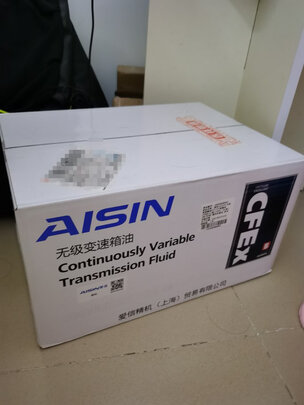 AISIN
无级变速箱油
Continuously Variable
Transmission Fluid
CFEX
AISIN
爱信精机（上海）贸易有限公司